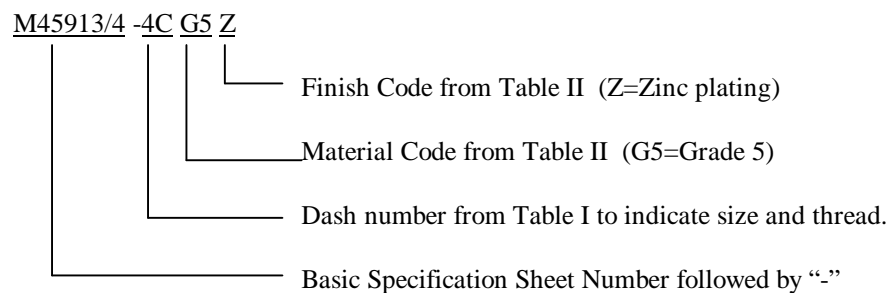 M45913/4 -4C G5 Z
Finish Code from Table II (Z=Zinc plating)
Material Code from Table II (G5=Grade 5)
Dash number from Table I to indicate size and thread.
Basic Specification Sheet Number followed by “-”